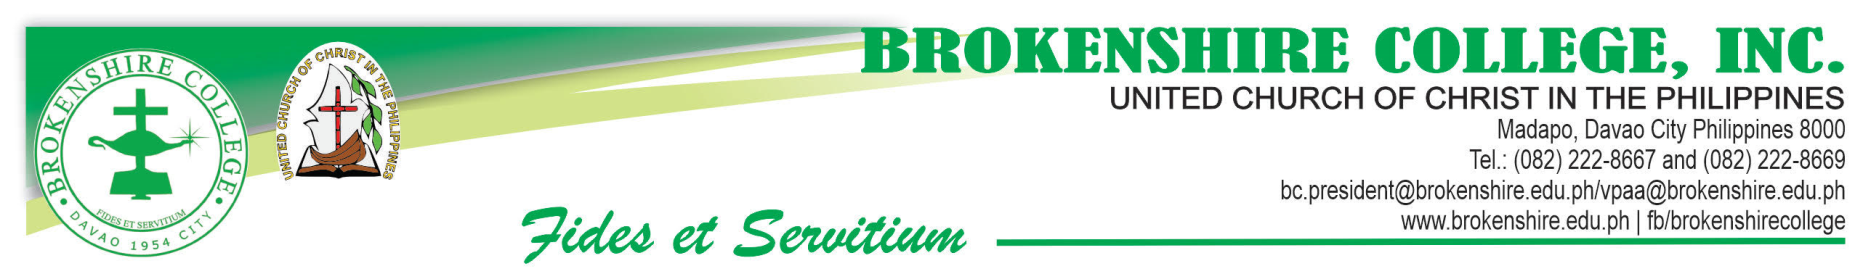 BROKENSHIRE COLLEGE
FIDES ET SERVITIUM
DAVAO 1954 CITY
UNITED CHURCH OF CHRIST IN THE PHILIPPINES
BROKENSHIRE COLLEGE, INC.
UNITED CHURCH OF CHRIST IN THE PHILIPPINES
Madapo, Davao City Philippines 8000
Tel.: (082) 222-8667 and (082) 222-8669
bc.president@brokenshire.edu.ph/vpaa@brokenshire.edu.ph
www.brokenshire.edu.ph | fb/brokenshirecollege
Fides et Servitium